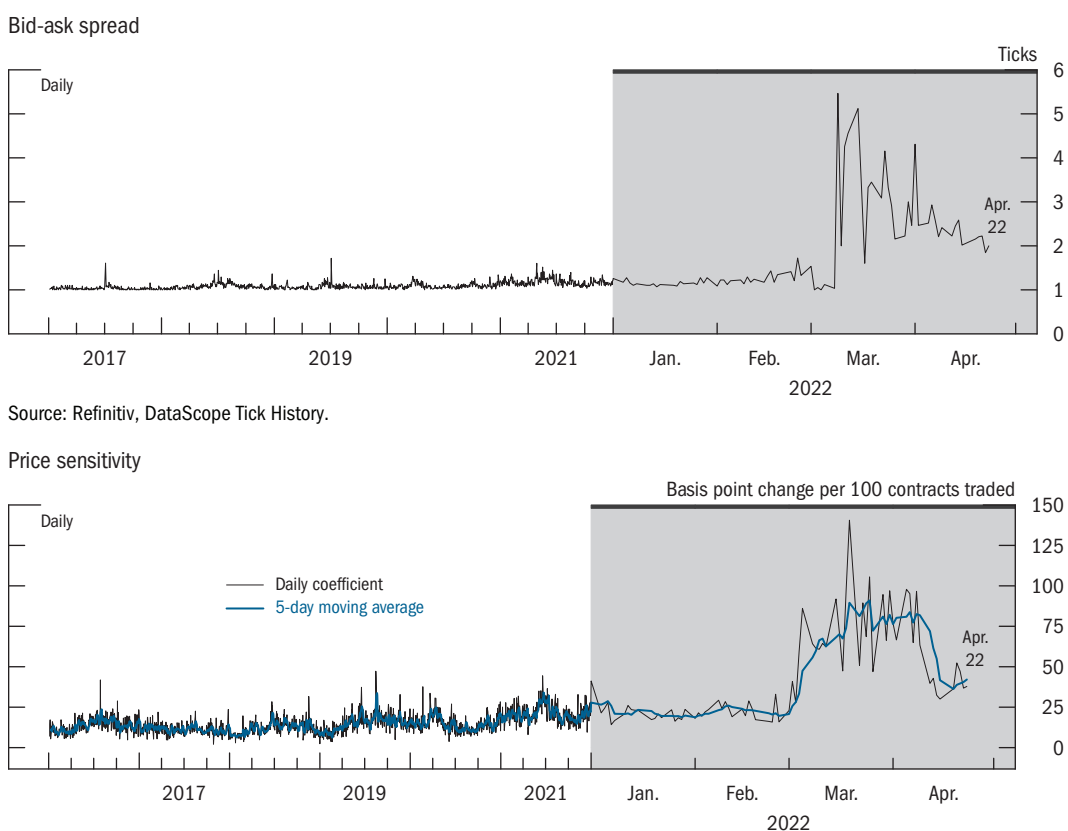 Bid-ask spread
Ticks
Daily
6
5
4
3
2
1
0
Apr.
22
2017 2019 2021 Jan. Feb. Mar. Apr.
2022
Source: Refinitiv, DataScope Tick History.
Price sensitivity
Basis point change per 100 contracts traded
Daily
150
125
100
75
50
25
0
Daily coefficient
5-day moving average
Apr.
22
2017 2019 2021 Jan. Feb. Mar. Apr.
2022